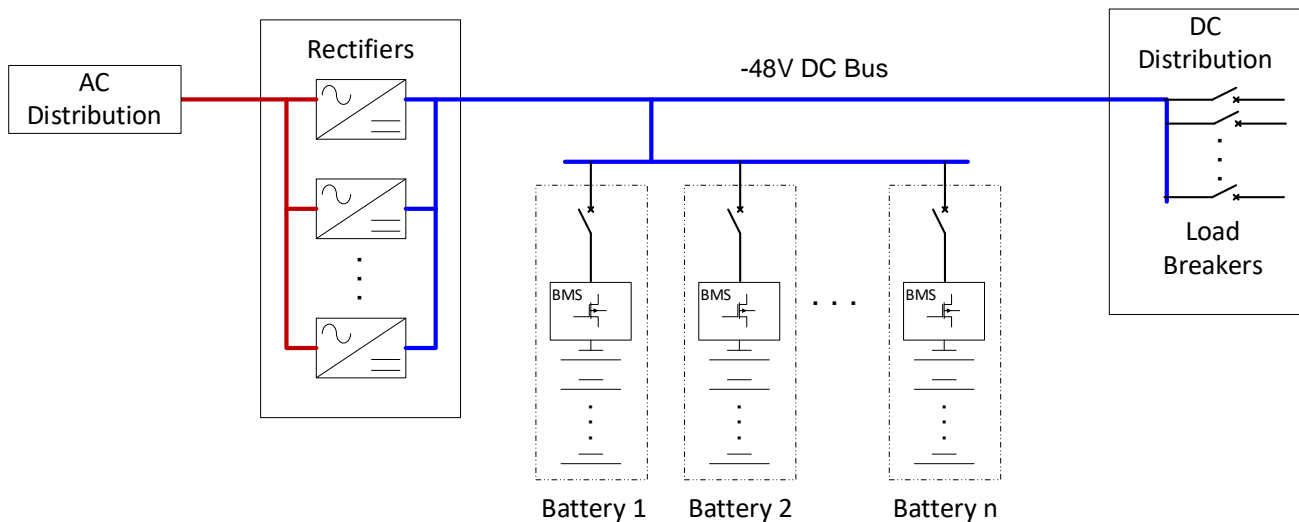 AC
Distribution
Rectifiers
-48V DC Bus
DC
Distribution
Load
Breakers
BMS
BMS
BMS
Battery 1
Battery 2
Battery n